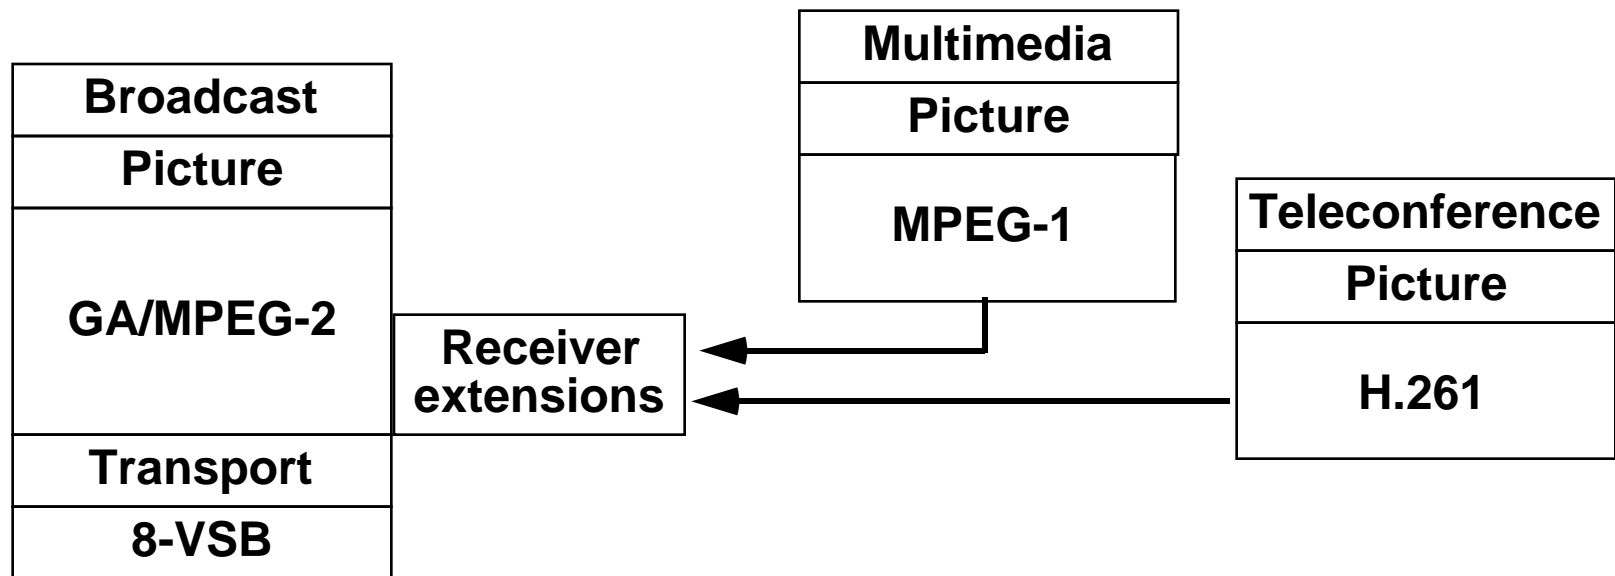 Broadcast
Picture
GA/MPEG-2
Transport
8-VSB
Receiver
extensions
Multimedia
Picture
MPEG-1
Teleconference
Picture
H.261